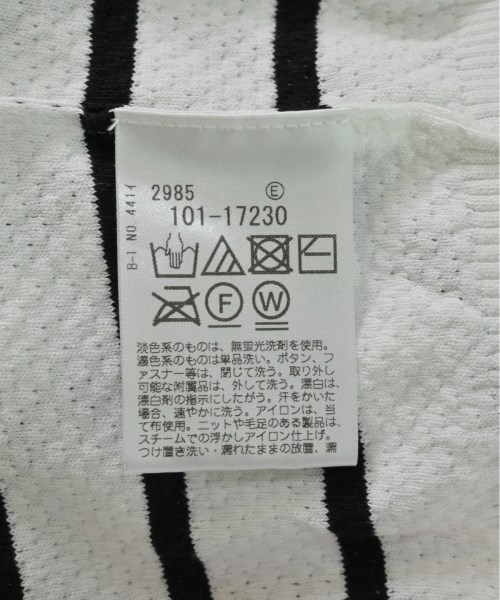 B-1 NO. 4414
2985 Ⓔ
101-17230
F W
淡色系のものは、無蛍光洗剤を使用。
濃色系のものは単品洗い。ボタン、フ
ァスナー等は、閉じて洗う。取り外し
可能な附属品は、外して洗う。漂白は、
漂白剤の指示にしたがう。汗をかいた
場合、速やかに洗う。アイロンは、当
て布使用。ニットや毛足のある製品は、
スチームでの浮かしアイロン仕上げ。
つけ置き洗い・濡れたままの放置、濡